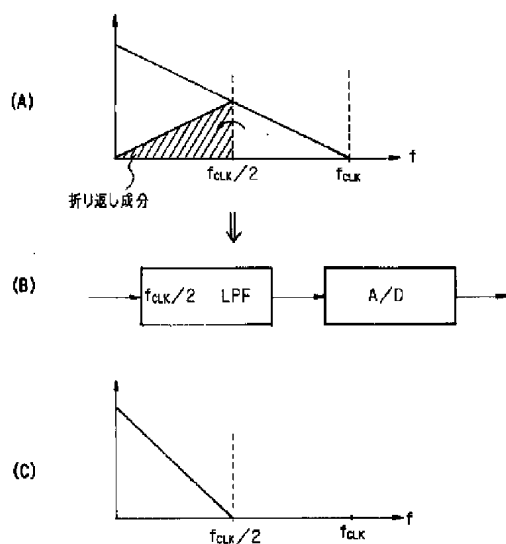 (A)
f
fCLK/2
fCLK
折り返し成分
(B)
fCLK/2 LPF
A/D
(C)
f
fCLK/2
fCLK